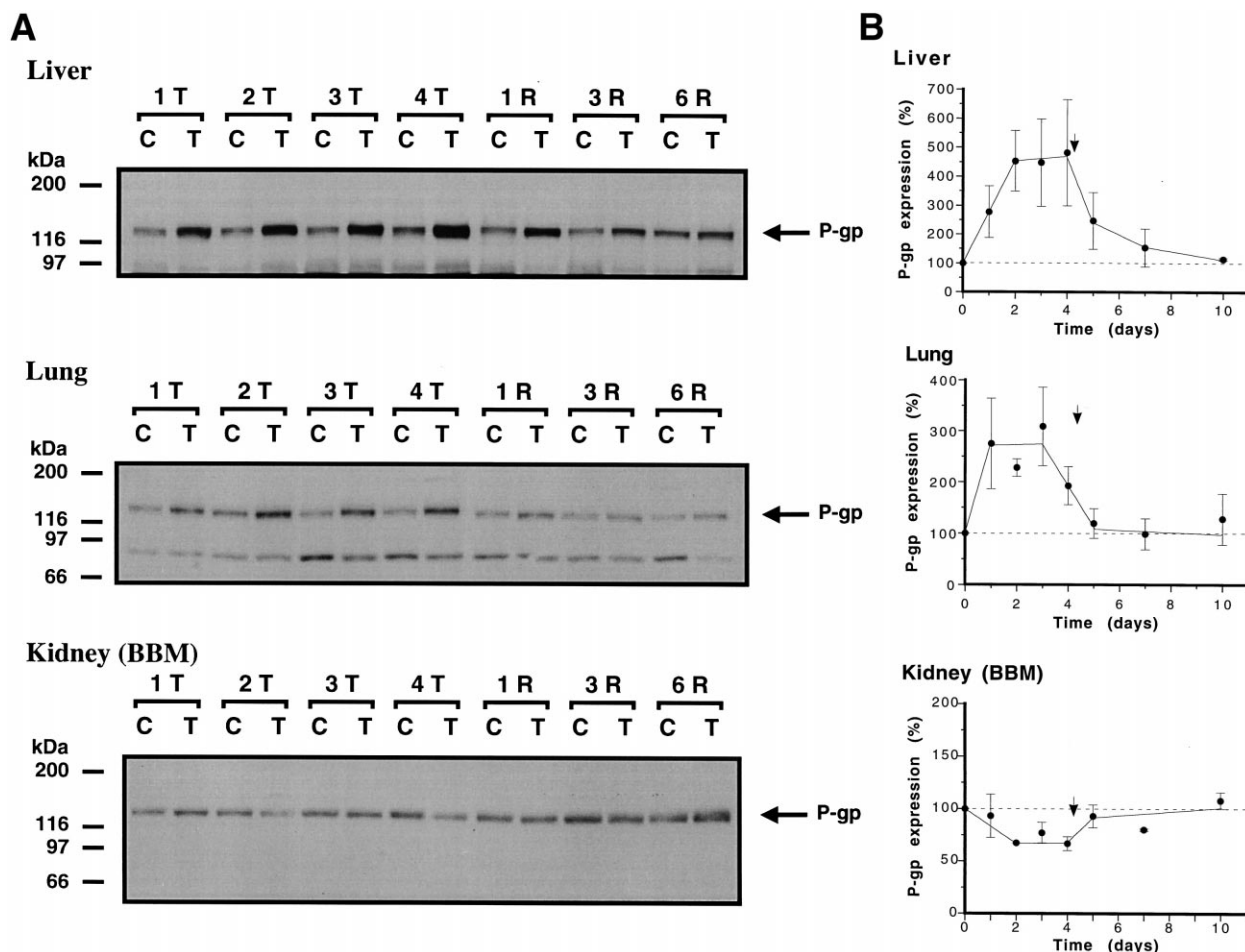 A
Liver
1 T 2 T 3 T 4 T 1 R 3 R 6 R
C T C T C T C T C T C T C T
kDa
200
116
97
P-gp
Lung
1 T 2 T 3 T 4 T 1 R 3 R 6 R
C T C T C T C T C T C T C T
kDa
200
116
97
66
P-gp
Kidney (BBM)
1 T 2 T 3 T 4 T 1 R 3 R 6 R
C T C T C T C T C T C T C T
kDa
200
116
97
66
P-gp
B
Liver
P-gp expression (%)
700
600
500
400
300
200
100
0
0 2 4 6 8 10
Time (days)
Lung
P-gp expression (%)
400
300
200
100
0
0 2 4 6 8 10
Time (days)
Kidney (BBM)
P-gp expression (%)
200
150
100
50
0
0 2 4 6 8 10
Time (days)